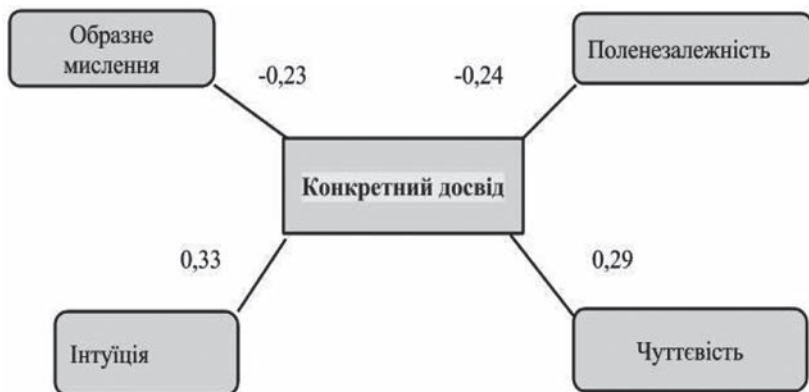 Образне
мислення
Поленезалежність
-0,23
-0,24
Конкретний досвід
0,33
0,29
Інтуїція
Чуттєвість